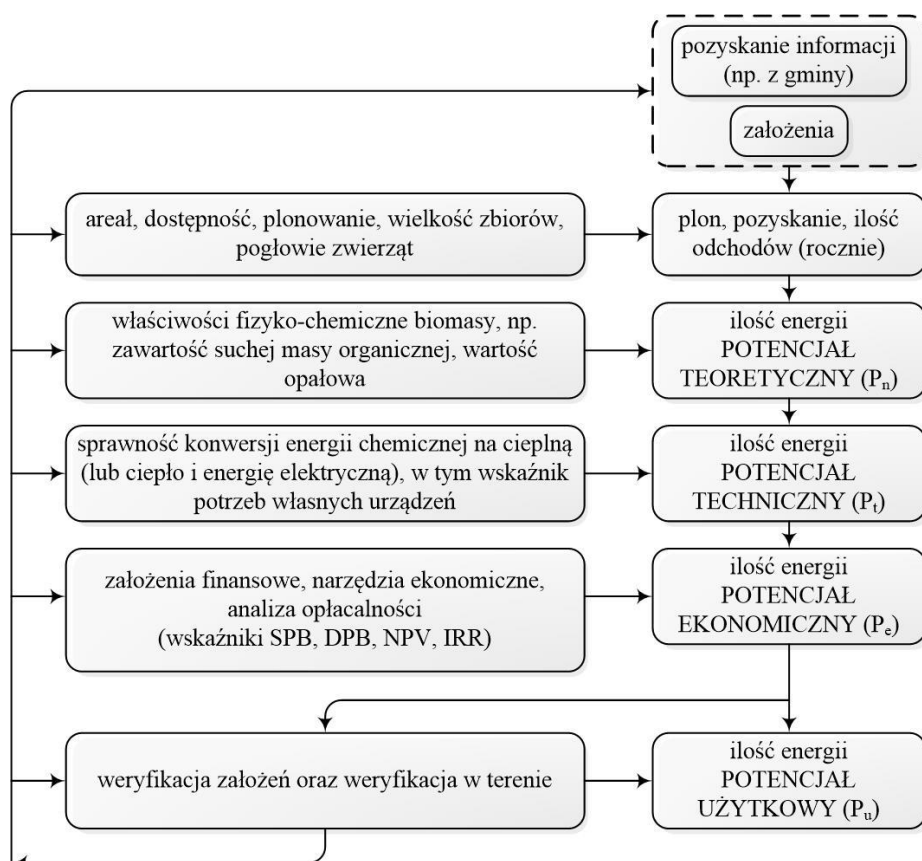 pozyskanie informacji
(np. z gminy)
założenia
areał, dostępność, plonowanie, wielkość zbiorów,
pogłowie zwierząt
plon, pozyskanie, ilość
odchodów (rocznie)
właściwości fizyko-chemiczne biomasy, np.
zawartość suchej masy organicznej, wartość
opałowa
ilość energii
POTENCJAŁ
TEORETYCZNY (Pₙ)
sprawność konwersji energii chemicznej na cieplną
(lub ciepło i energię elektryczną), w tym wskaźnik
potrzeb własnych urządzeń
ilość energii
POTENCJAŁ
TECHNICZNY (Pₜ)
założenia finansowe, narzędzia ekonomiczne,
analiza opłacalności
(wskaźniki SPB, DPB, NPV, IRR)
ilość energii
POTENCJAŁ
EKONOMICZNY (Pₑ)
weryfikacja założeń oraz weryfikacja w terenie
ilość energii
POTENCJAŁ
UŻYTKOWY (Pᵤ)